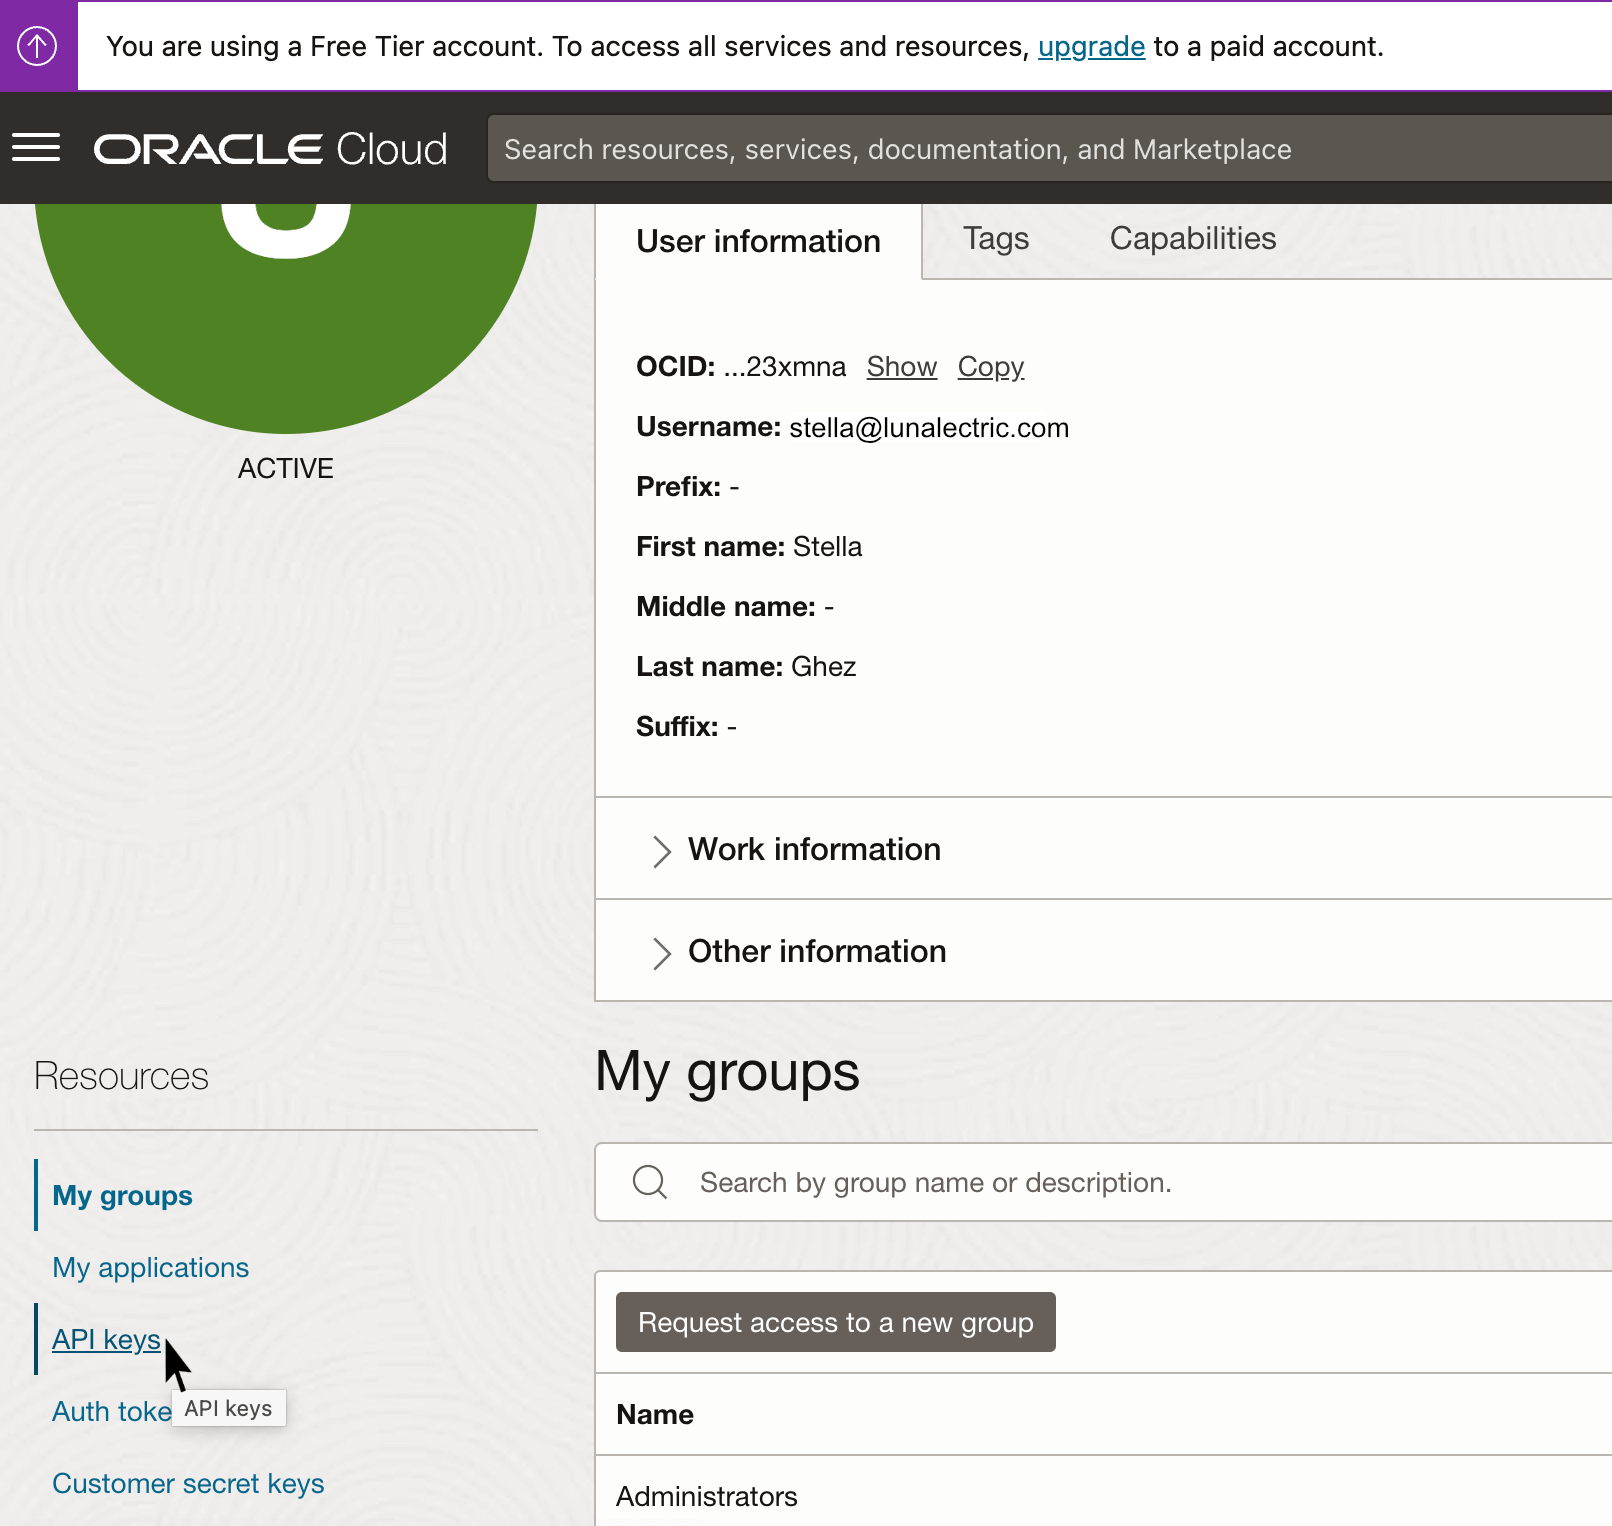 You are using a Free Tier account. To access all services and resources, upgrade to a paid account.
ORACLE Cloud
Search resources, services, documentation, and Marketplace
ACTIVE
User information
Tags
Capabilities
OCID: ...23xmna Show Copy
Username: stella@lunalectric.com
Prefix: -
First name: Stella
Middle name: -
Last name: Ghez
Suffix: -
Work information
Other information
Resources
My groups
My applications
API keys
Auth toke
API keys
Customer secret keys
My groups
Search by group name or description.
Request access to a new group
Name
Administrators